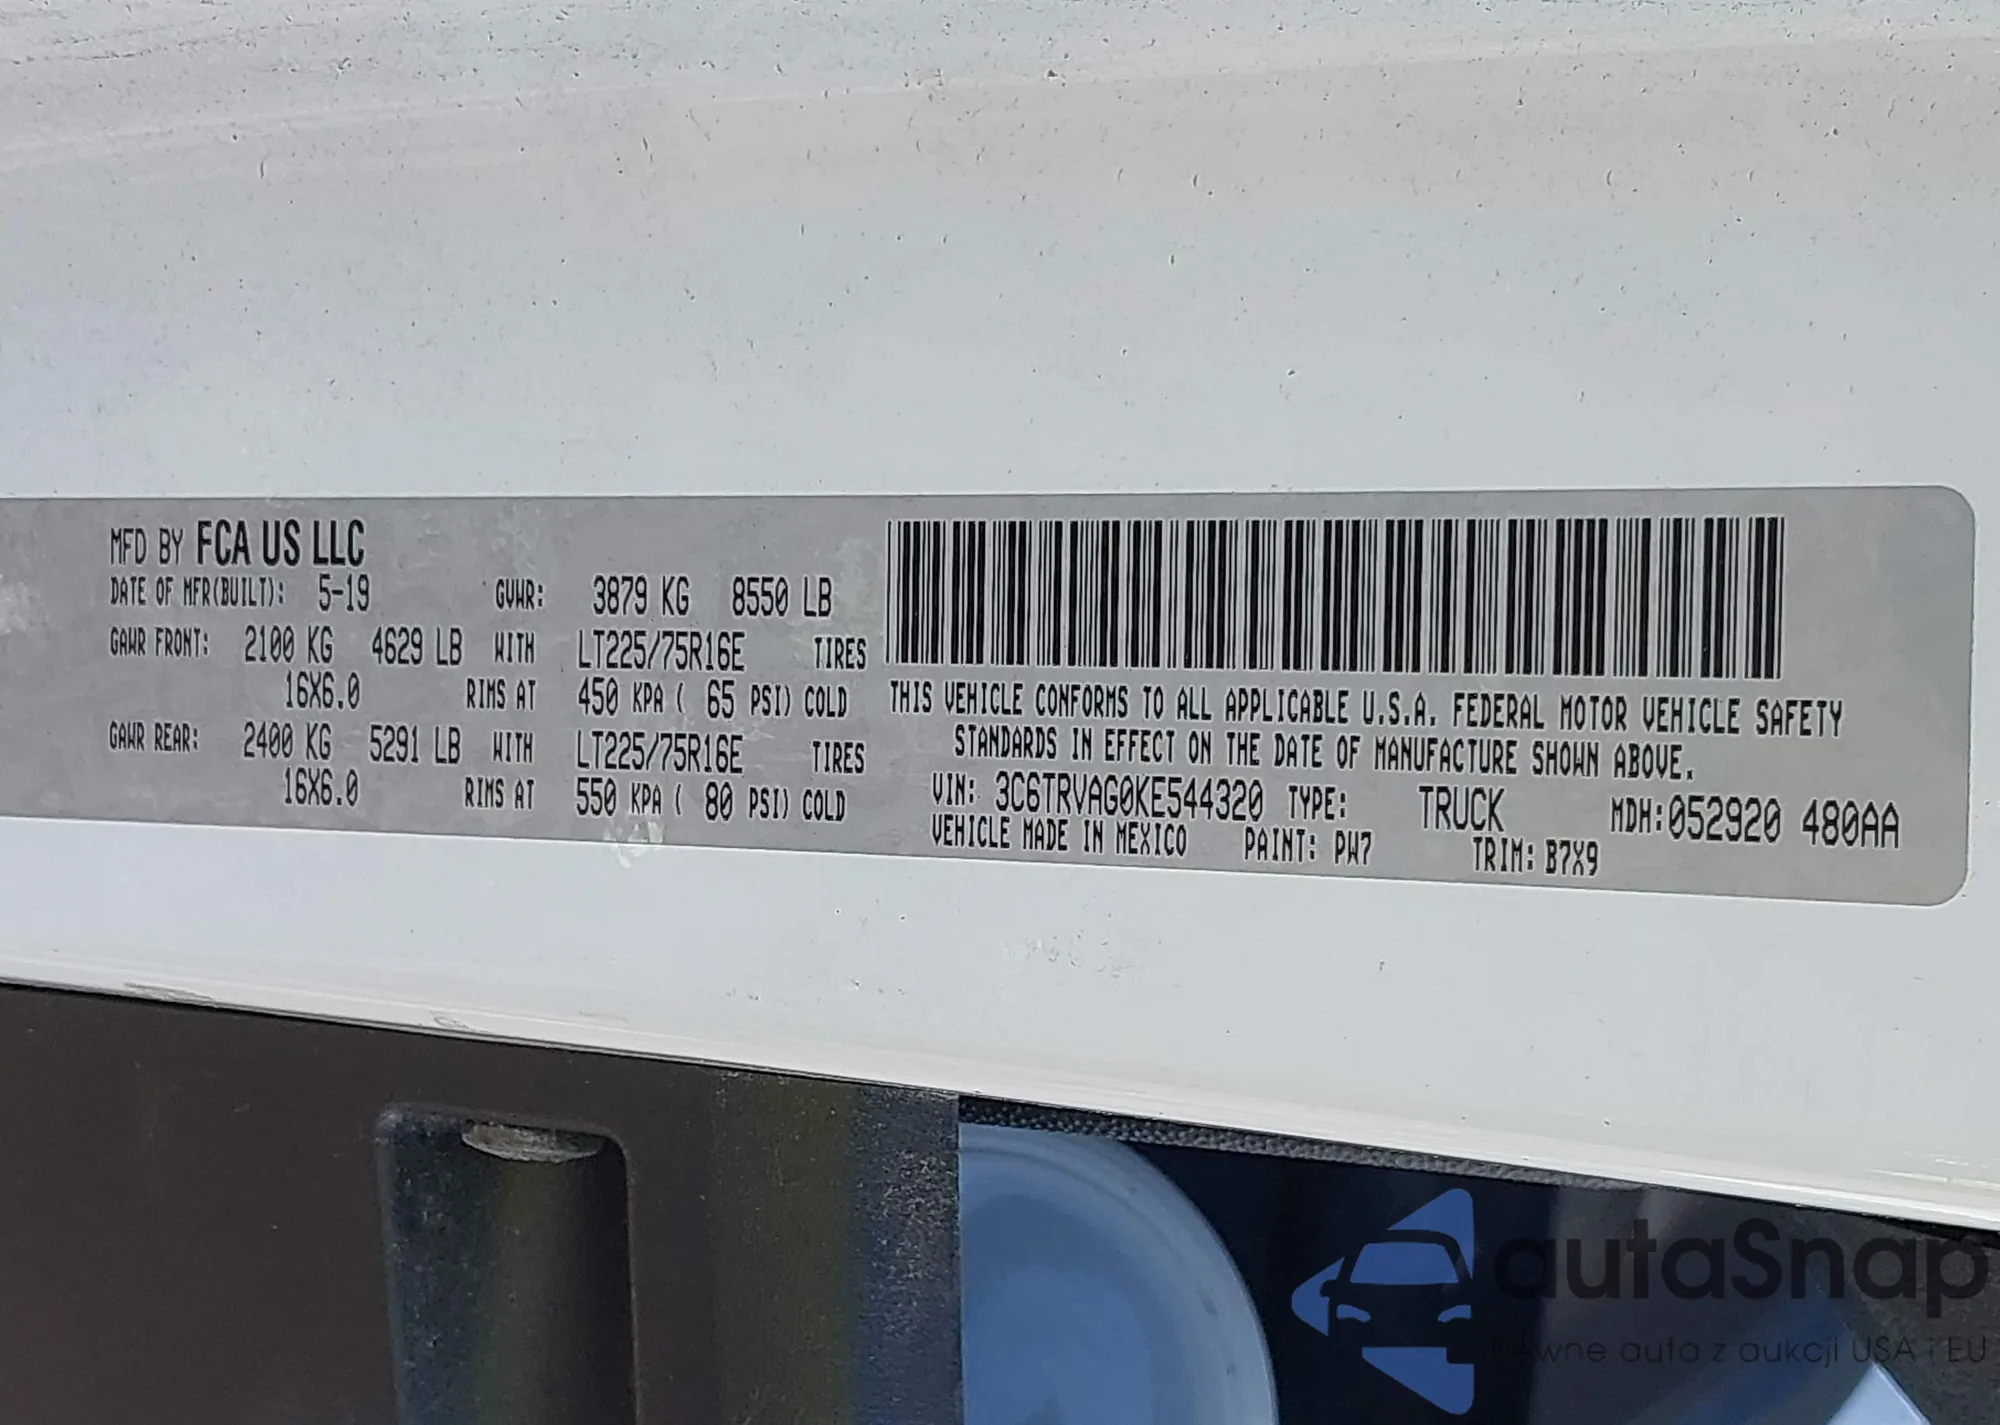 MFD BY FCA US LLC
DATE OF MFR(BUILT): 5-19 GVWR: 3879 KG 8550 LB
GAWR FRONT: 2100 KG 4629 LB WITH LT225/75R16E TIRES
16X6.0 RIMS AT 450 KPA ( 65 PSI) COLD
GAWR REAR: 2400 KG 5291 LB WITH LT225/75R16E TIRES
16X6.0 RIMS AT 550 KPA ( 80 PSI) COLD
THIS VEHICLE CONFORMS TO ALL APPLICABLE U.S.A. FEDERAL MOTOR VEHICLE SAFETY
STANDARDS IN EFFECT ON THE DATE OF MANUFACTURE SHOWN ABOVE.
VIN: 3C6TRVAG0KE544320 TYPE: TRUCK MDH:052920 480AA
VEHICLE MADE IN MEXICO PAINT: PW7 TRIM: B7X9
autaSnap
auta z aukcji USA i EU